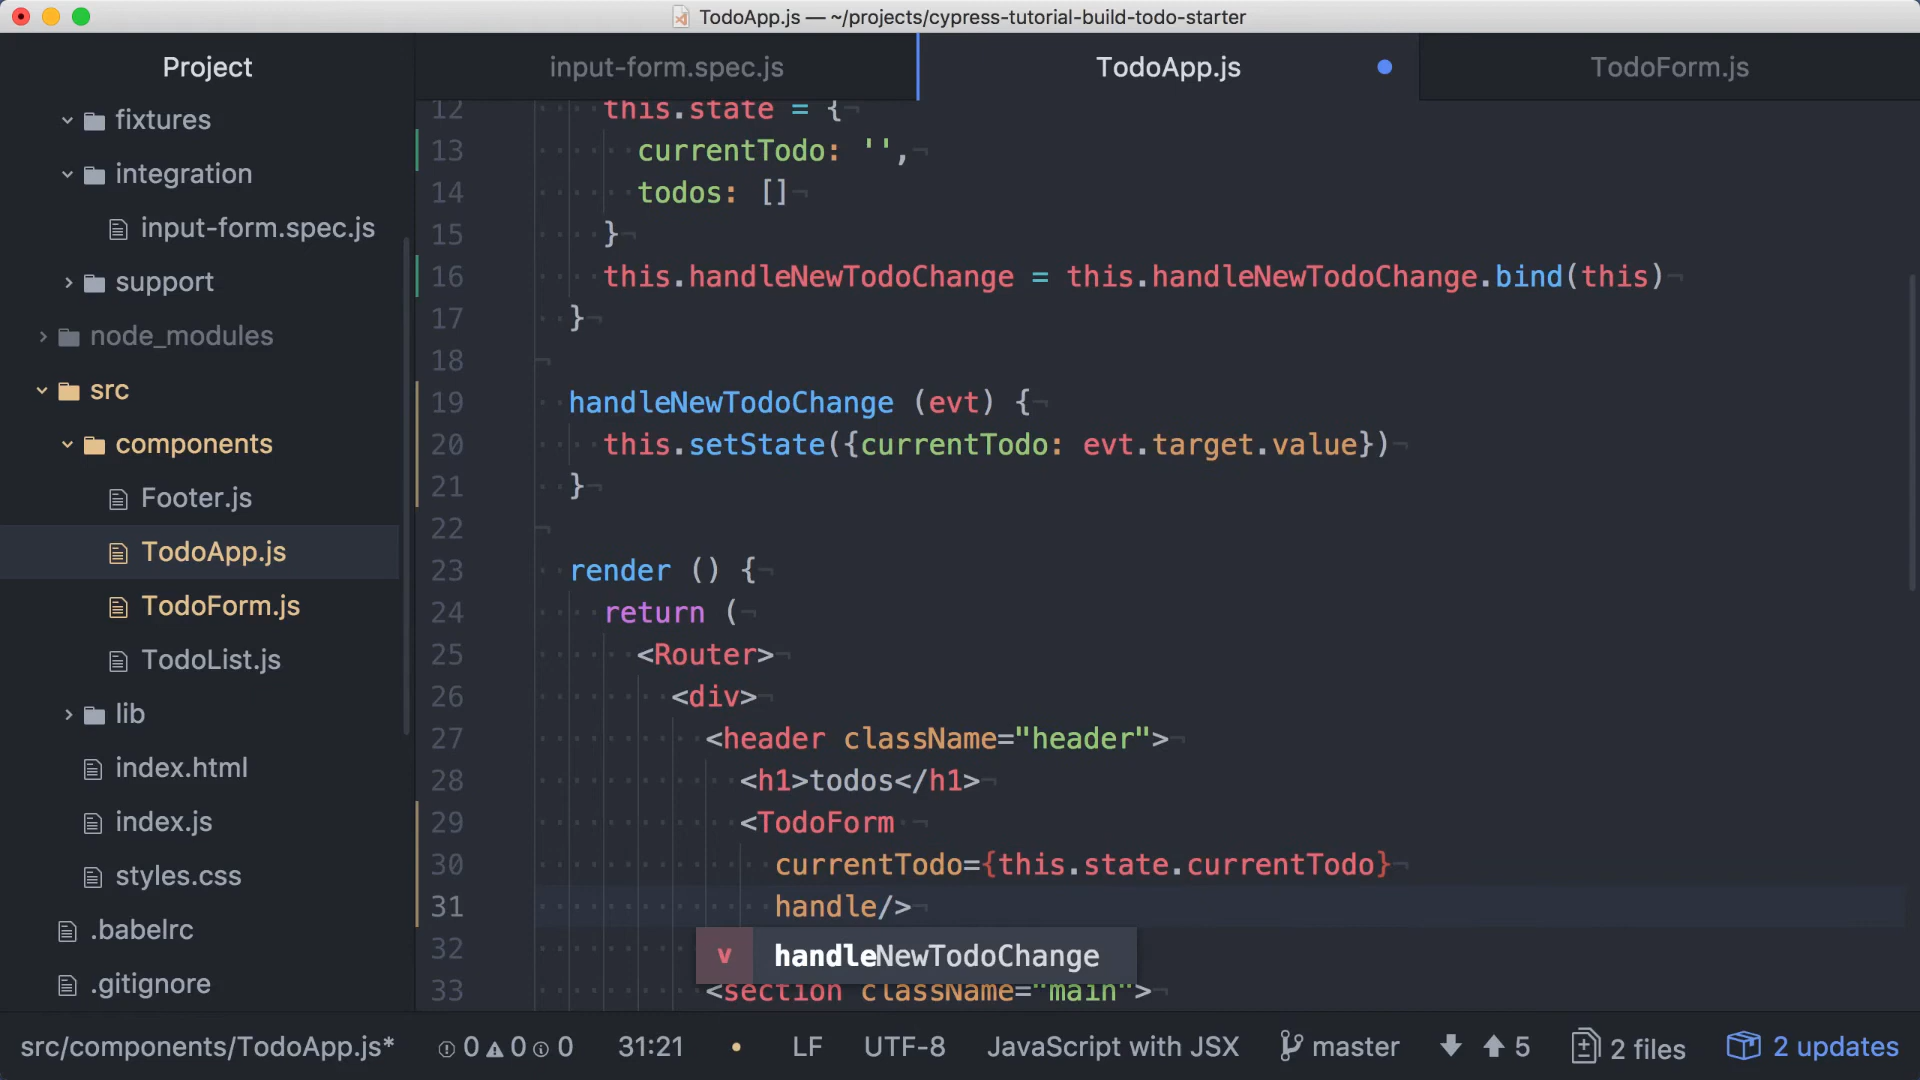 TodoApp.js — ~/projects/cypress-tutorial-build-todo-starter
Project
fixtures
integration
input-form.spec.js
support
node_modules
src
components
Footer.js
TodoApp.js
TodoForm.js
TodoList.js
lib
index.html
index.js
styles.css
.babelrc
.gitignore
input-form.spec.js
TodoApp.js
TodoForm.js
12 this.state = {
13 currentTodo: '',
14 todos: []
15 }
16 this.handleNewTodoChange = this.handleNewTodoChange.bind(this)
17 }
18
19 handleNewTodoChange (evt) {
20 this.setState({currentTodo: evt.target.value})
21 }
22
23 render () {
24 return (
25 <Router>
26 <div>
27 <header className="header">
28 <h1>todos</h1>
29 <TodoForm
30 currentTodo={this.state.currentTodo}
31 handle/>
32
v handleNewTodoChange
33 <section className="main">
src/components/TodoApp.js* 0 0 0 31:21 LF UTF-8 JavaScript with JSX master 5 2 files 2 updates